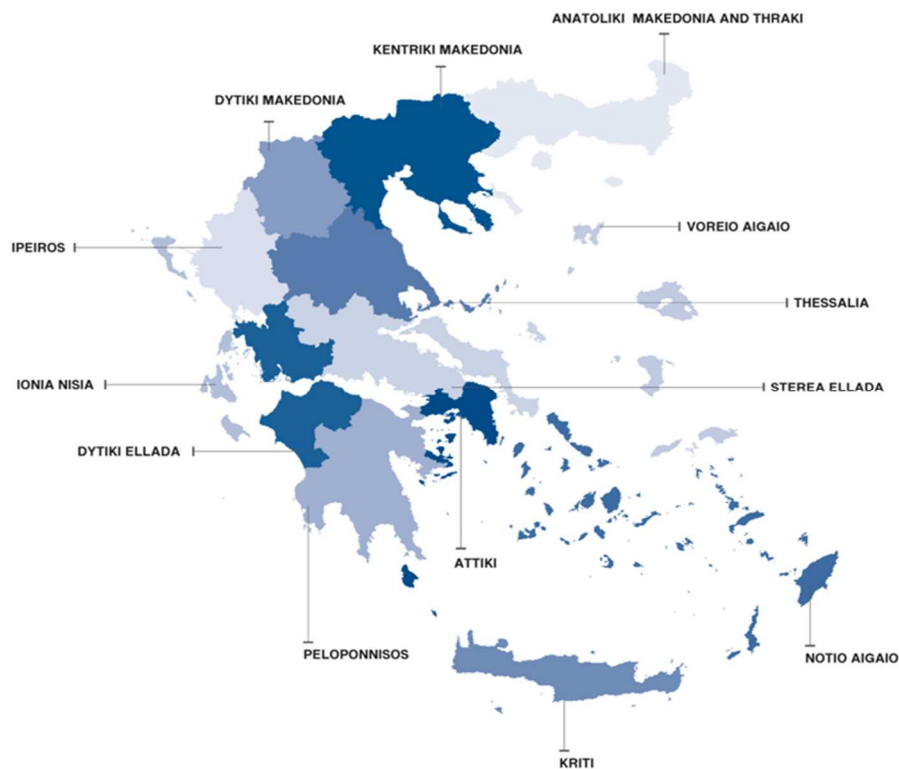 ANATOLIKI MAKEDONIA AND THRAKI
KENTRIKI MAKEDONIA
DYTIKI MAKEDONIA
VOREIO AIGAIO
IPEIROS
THESSALIA
IONIA NISIA
STEREA ELLADA
DYTIKI ELLADA
ATTIKI
PELOPONNISOS
NOTIO AIGAIO
KRITI